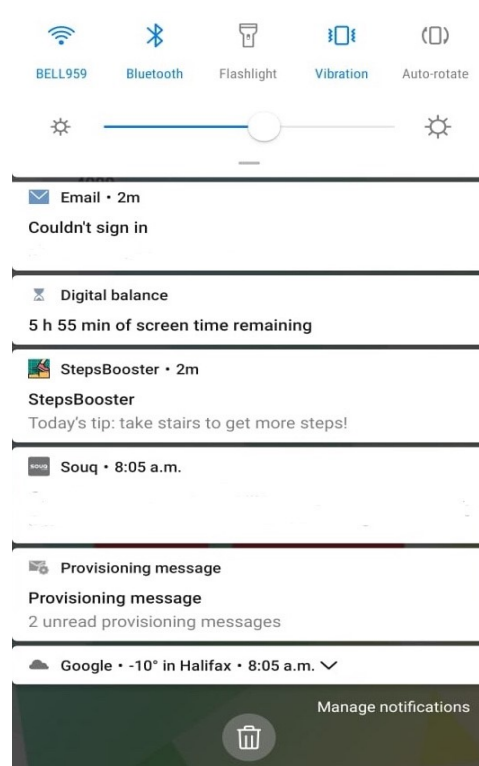 BELL959 Bluetooth Flashlight Vibration Auto-rotate
Email • 2m
Couldn't sign in
Digital balance
5 h 55 min of screen time remaining
StepsBooster • 2m
StepsBooster
Today's tip: take stairs to get more steps!
souq Souq • 8:05 a.m.
Provisioning message
Provisioning message
2 unread provisioning messages
Google • -10° in Halifax • 8:05 a.m.
Manage notifications